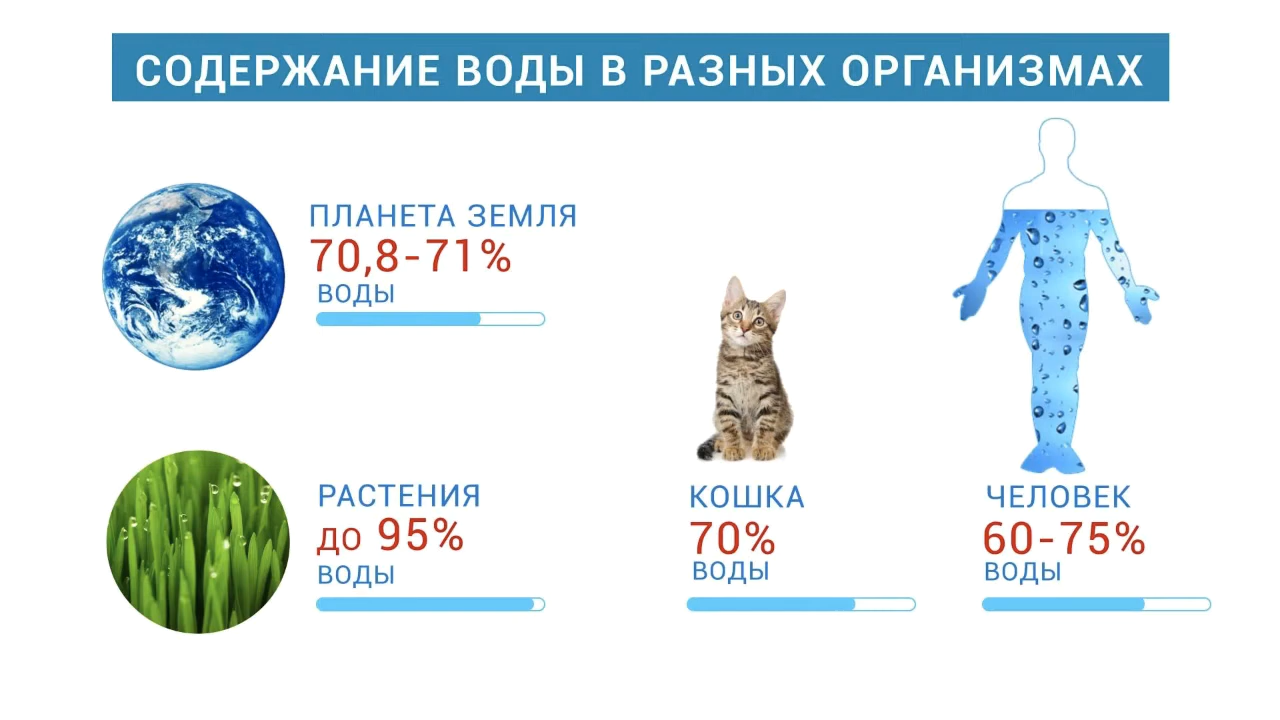 СОДЕРЖАНИЕ ВОДЫ В РАЗНЫХ ОРГАНИЗМАХ
ПЛАНЕТА ЗЕМЛЯ
70,8-71%
ВОДЫ
РАСТЕНИЯ
ДО 95%
ВОДЫ
КОШКА
70%
ВОДЫ
ЧЕЛОВЕК
60-75%
ВОДЫ